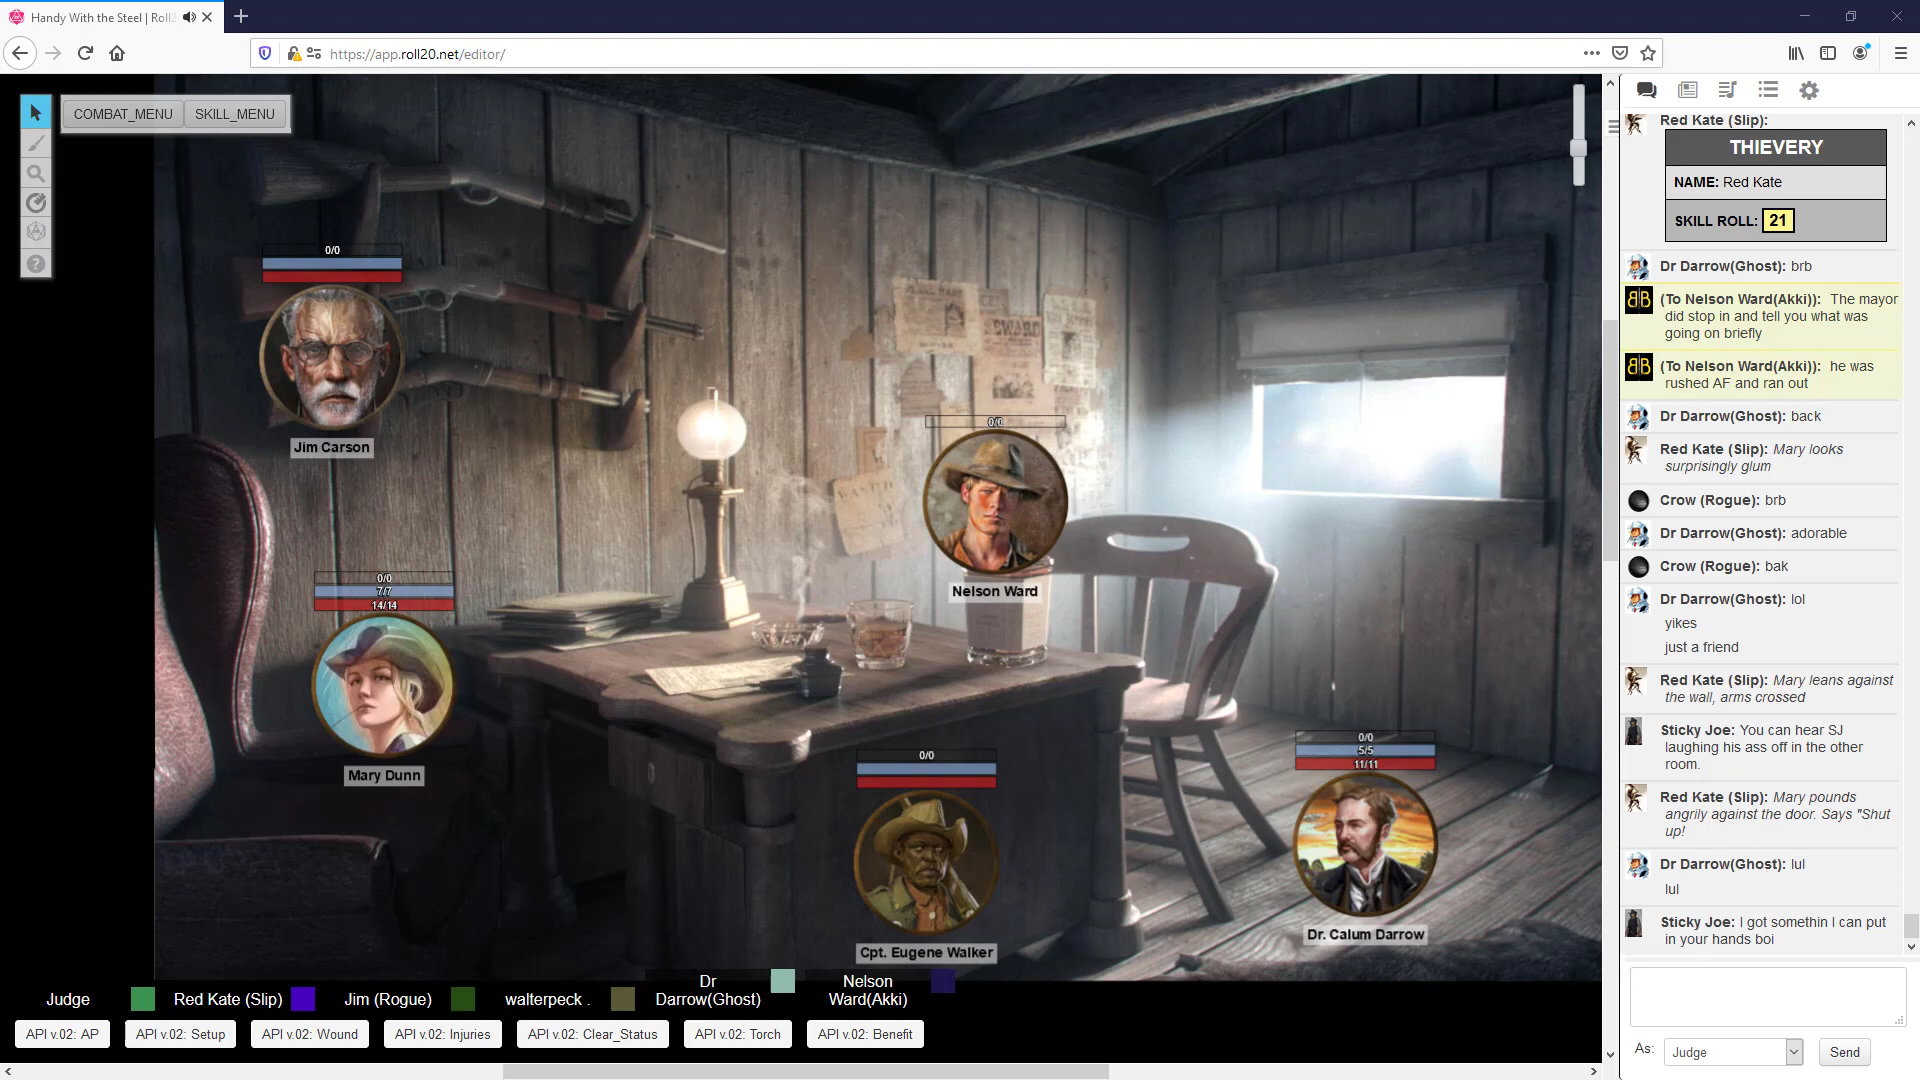 Handy With the Steel | Roll2
https://app.roll20.net/editor/
COMBAT_MENU
SKILL_MENU
0/0
Jim Carson
REWARD
WANTED
0/0
Nelson Ward
0/0
7/7
14/14
Mary Dunn
0/0
Cpt. Eugene Walker
0/0
5/5
11/11
Dr. Calum Darrow
Judge
Red Kate (Slip)
Jim (Rogue)
walterpeck .
Dr
Darrow(Ghost)
Nelson
Ward(Akki)
API v.02: AP
API v.02: Setup
API v.02: Wound
API v.02: Injuries
API v.02: Clear_Status
API v.02: Torch
API v.02: Benefit
Red Kate (Slip):
THIEVERY
NAME: Red Kate
SKILL ROLL: 21
Dr Darrow(Ghost): brb
(To Nelson Ward(Akki)): The mayor
did stop in and tell you what was
going on briefly
(To Nelson Ward(Akki)): he was
rushed AF and ran out
Dr Darrow(Ghost): back
Red Kate (Slip): Mary looks
surprisingly glum
Crow (Rogue): brb
Dr Darrow(Ghost): adorable
Crow (Rogue): bak
Dr Darrow(Ghost): lol
yikes
just a friend
Red Kate (Slip): Mary leans against
the wall, arms crossed
Sticky Joe: You can hear SJ
laughing his ass off in the other
room.
Red Kate (Slip): Mary pounds
angrily against the door. Says "Shut
up!
Dr Darrow(Ghost): lul
lul
Sticky Joe: I got somethin I can put
in your hands boi
As:
Judge
Send